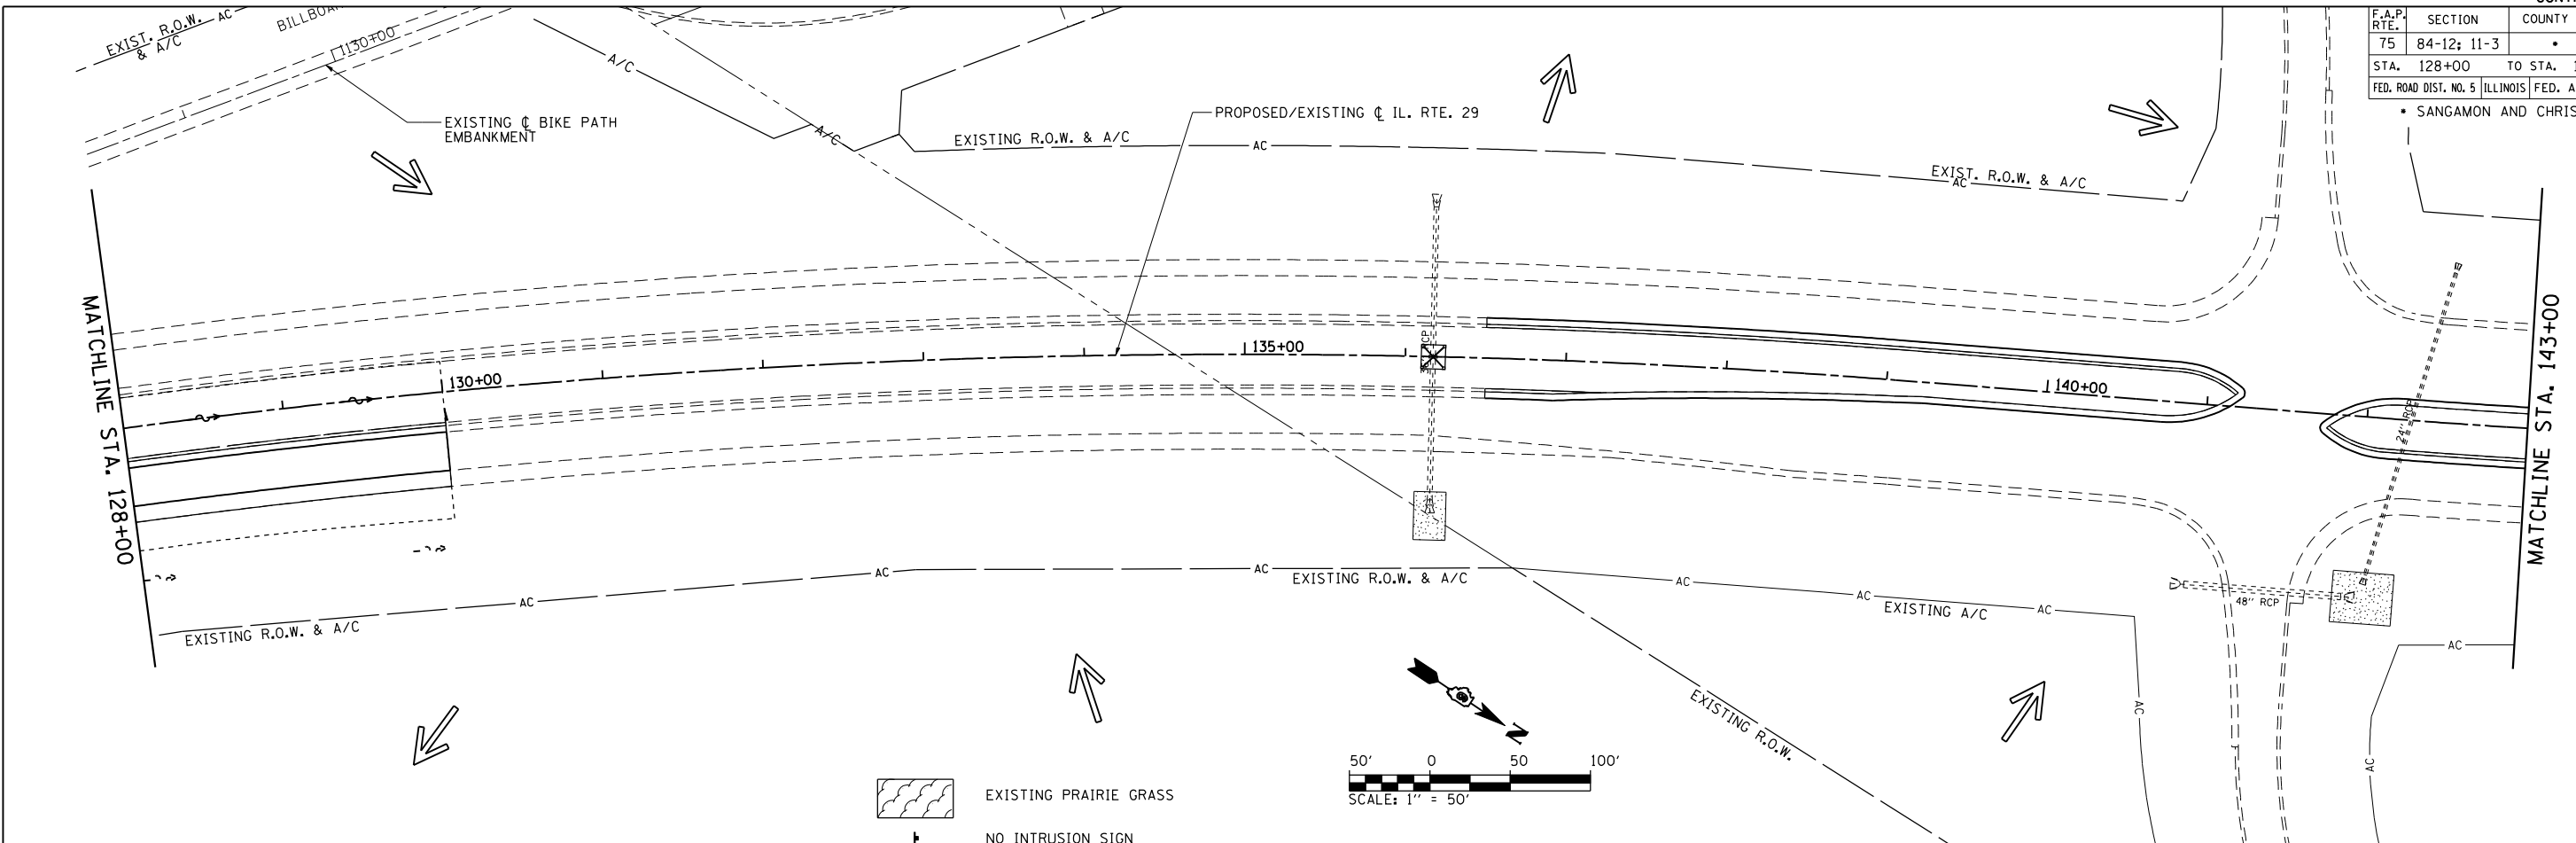 EXIST. R.O.W.
& A/C
AC
130+00
EXISTING ℄ BIKE PATH
EMBANKMENT
A/C
A/C
EXISTING R.O.W. & A/C
AC
PROPOSED/EXISTING ℄ IL. RTE. 29
EXIST. R.O.W. & A/C
AC
F.A.P.
RTE.
SECTION
COUNTY
75
84-12; 11-3
*
STA. 128+00 TO STA.
FED. ROAD DIST. NO. 5
ILLINOIS
FED. A
* SANGAMON AND CHRIS
MATCHLINE STA. 128+00
130+00
135+00
RCP
140+00
24" RCP
MATCHLINE STA. 143+00
EXISTING R.O.W. & A/C
AC
AC
AC
EXISTING R.O.W. & A/C
AC
AC
EXISTING A/C
AC
48" RCP
AC
AC
AC
EXISTING R.O.W.
N
50' 0 50 100'
SCALE: 1" = 50'
EXISTING PRAIRIE GRASS
NO INTRUSION SIGN